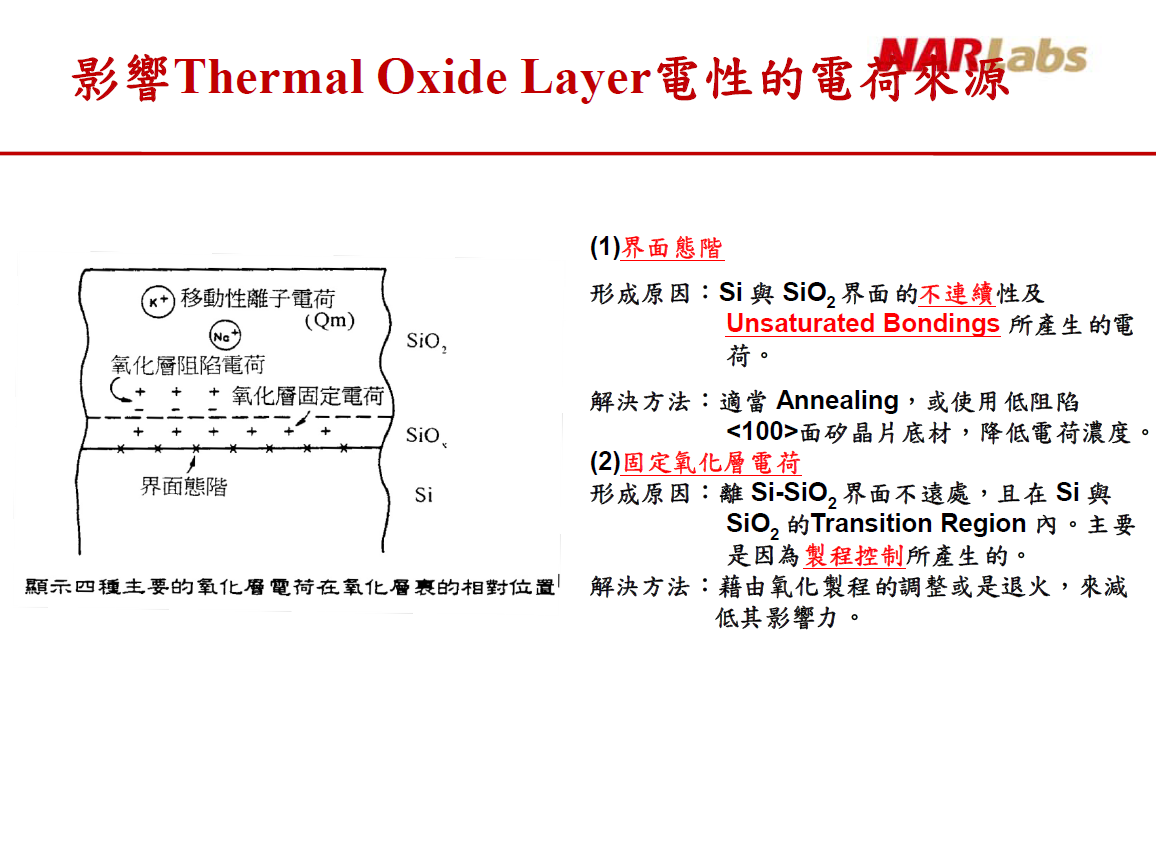 影響Thermal Oxide Layer電性的電荷來源
NARLabs
K+ 移動性離子電荷
(Qm)
Na+
SiO2
氧化層阻陷電荷
氧化層固定電荷
SiOx
界面態階
Si
顯示四種主要的氧化層電荷在氧化層裏的相對位置
(1)界面態階
形成原因：Si 與 SiO2 界面的不連續性及
Unsaturated Bondings 所產生的電
荷。
解決方法：適當 Annealing，或使用低阻陷
<100>面矽晶片底材，降低電荷濃度。
(2)固定氧化層電荷
形成原因：離 Si-SiO2 界面不遠處，且在 Si 與
SiO2 的Transition Region 內。主要
是因為製程控制所產生的。
解決方法：藉由氧化製程的調整或是退火，來減
低其影響力。